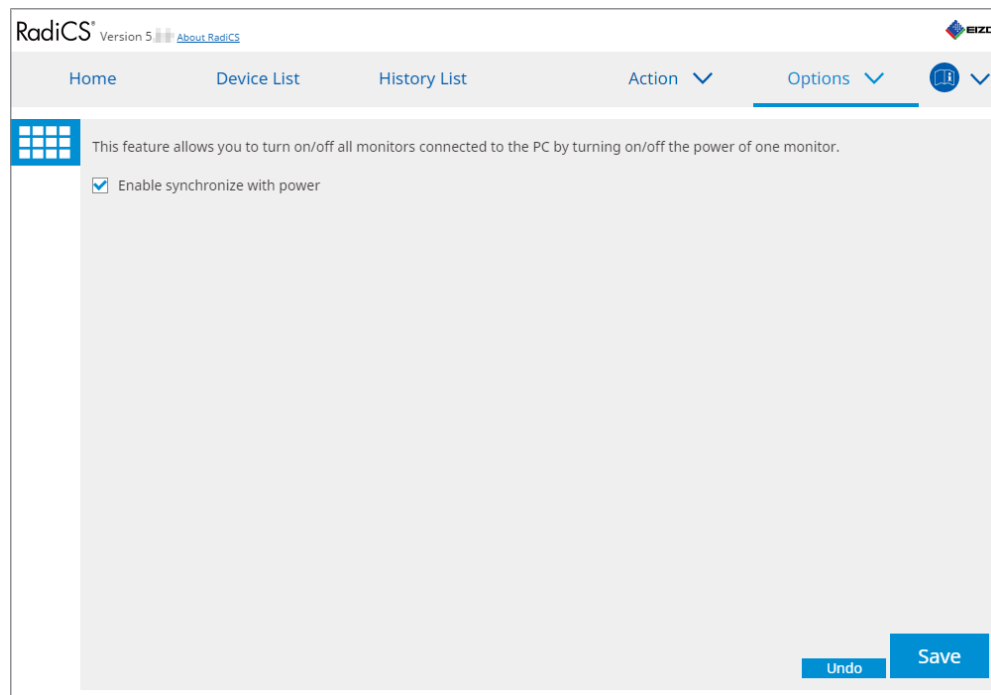 RadiCS® Version 5. About RadiCS
EIZO
Home Device List History List Action Options
This feature allows you to turn on/off all monitors connected to the PC by turning on/off the power of one monitor.
Enable synchronize with power
Undo Save